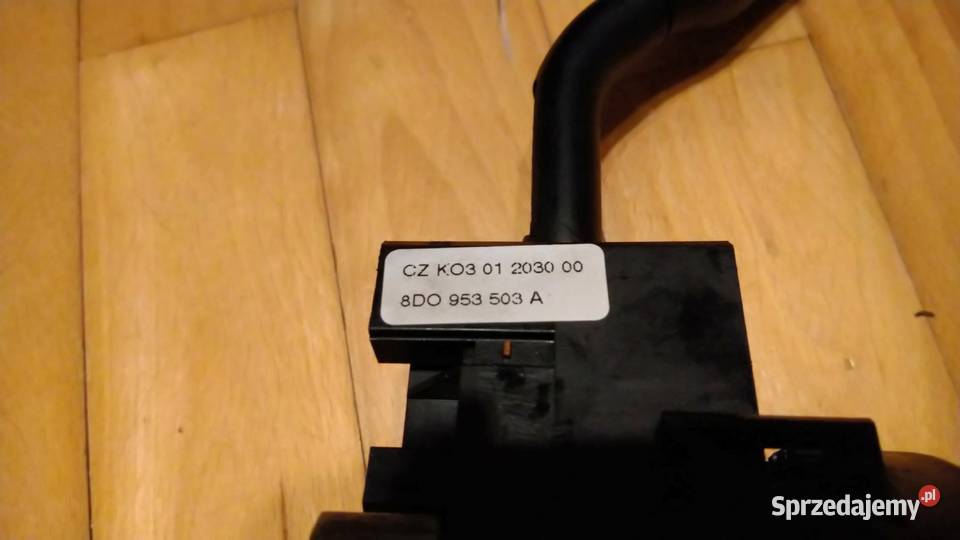 CZ KO3 01 2030 00
8DO 953 503 A
Sprzedajemy.pl